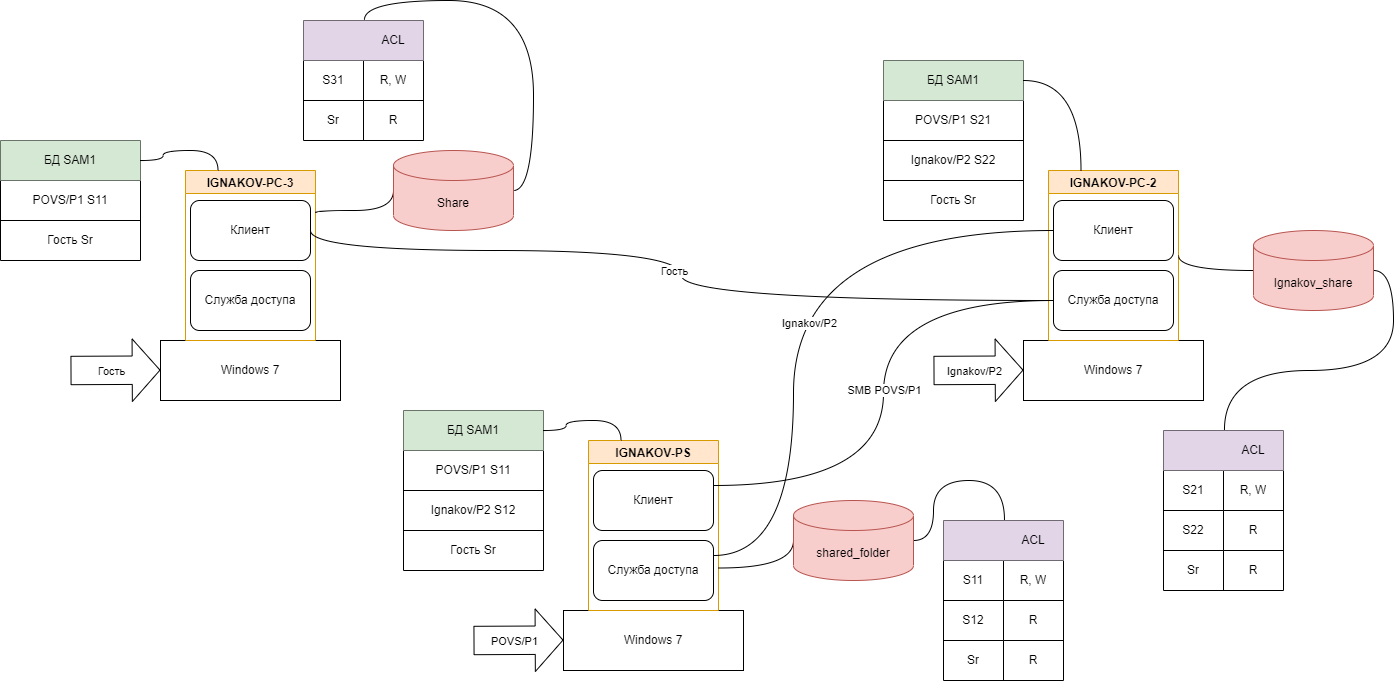 ACL
S31 R, W
Sr R
БД SAM1
POVS/P1 S11
Гость Sr
IGNAKOV-PC-3
Клиент
Служба доступа
Windows 7
Гость
Share
БД SAM1
POVS/P1 S21
Ignakov/P2 S22
Гость Sr
IGNAKOV-PC-2
Клиент
Служба доступа
Windows 7
Ignakov/P2
Ignakov_share
Гость
Ignakov/P2
SMB POVS/P1
БД SAM1
POVS/P1 S11
Ignakov/P2 S12
Гость Sr
IGNAKOV-PS
Клиент
Служба доступа
Windows 7
POVS/P1
shared_folder
ACL
S11 R, W
S12 R
Sr R
ACL
S21 R, W
S22 R
Sr R